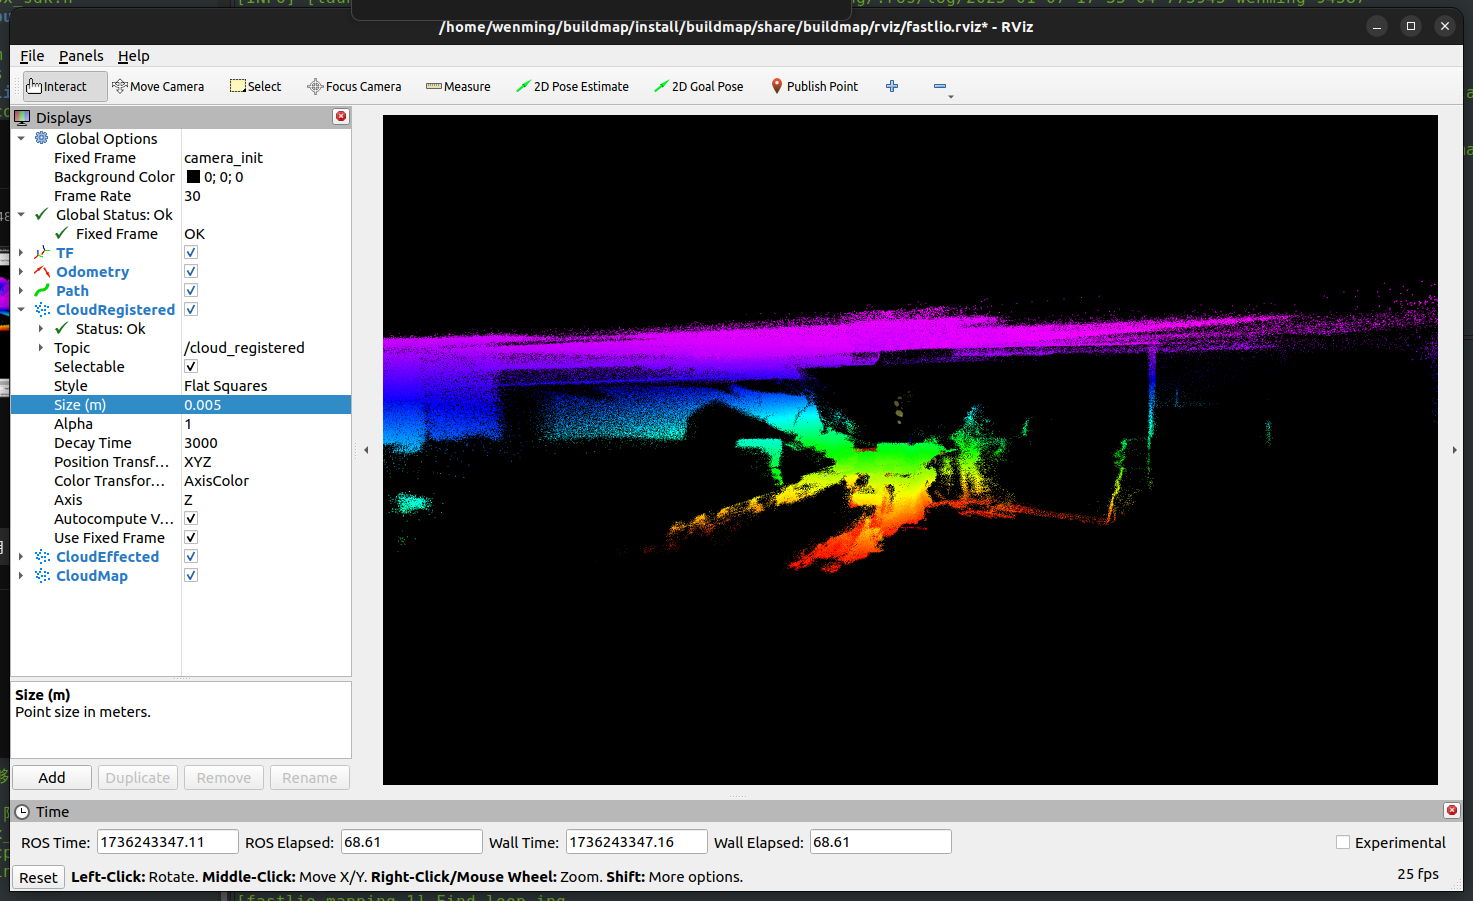 /home/wenming/buildmap/install/buildmap/share/buildmap/rviz/fastlio.rviz* - RViz
File Panels Help
Interact Move Camera Select Focus Camera Measure 2D Pose Estimate 2D Goal Pose Publish Point
Displays
Global Options
Fixed Frame camera_init
Background Color 0; 0; 0
Frame Rate 30
Global Status: Ok
Fixed Frame OK
TF
Odometry
Path
CloudRegistered
Status: Ok
Topic /cloud_registered
Selectable
Style Flat Squares
Size (m) 0.005
Alpha 1
Decay Time 3000
Position Transf... XYZ
Color Transfor... AxisColor
Axis Z
Autocompute V...
Use Fixed Frame
CloudEffected
CloudMap
Size (m)
Point size in meters.
Add Duplicate Remove Rename
Time
ROS Time: 1736243347.11 ROS Elapsed: 68.61 Wall Time: 1736243347.16 Wall Elapsed: 68.61 Experimental
Reset Left-Click: Rotate. Middle-Click: Move X/Y. Right-Click/Mouse Wheel: Zoom. Shift: More options. 25 fps